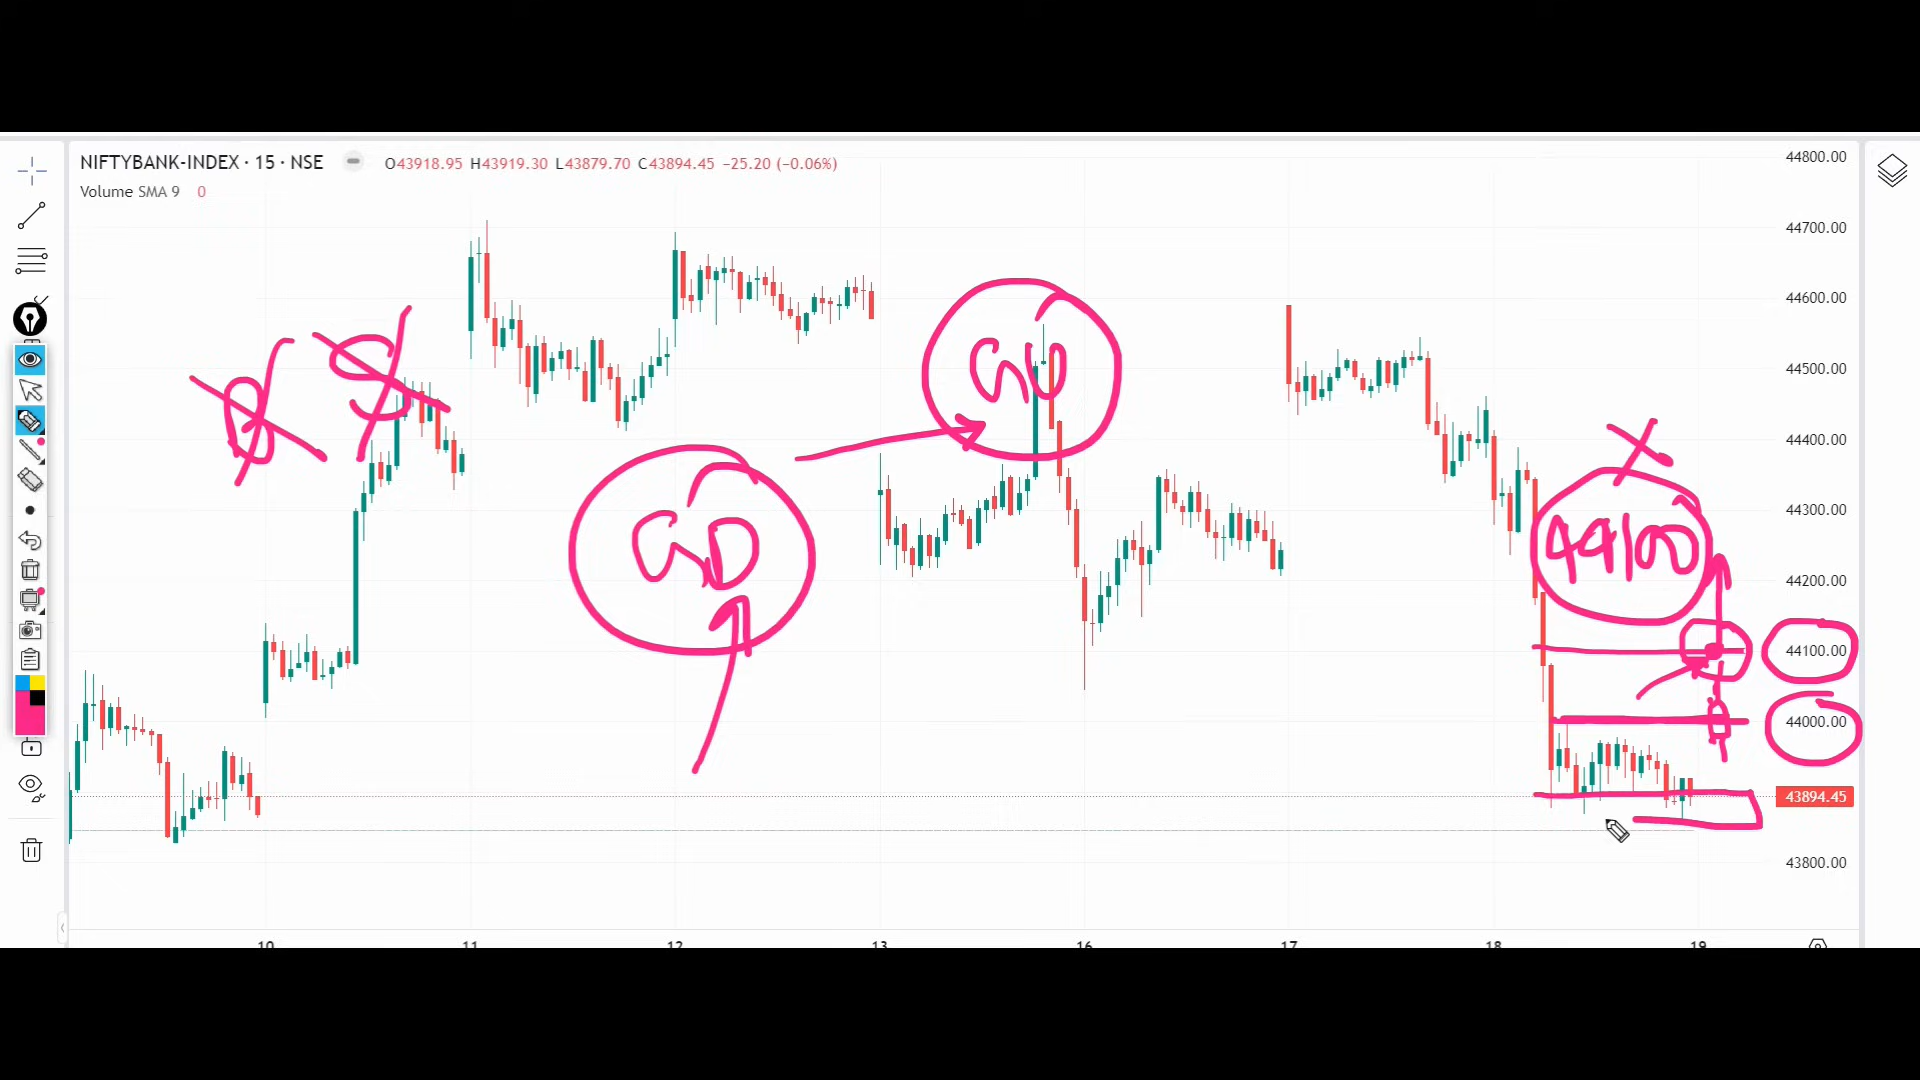 NIFTYBANK-INDEX · 15 · NSE O43918.95 H43919.30 L43879.70 C43894.45 −25.20 (−0.06%)
Volume SMA 9 0
44800.00
44700.00
44600.00
44500.00
44400.00
44300.00
44200.00
44100.00
44000.00
43894.45
43800.00
GU
GD
44100
10 11 12 13 16 17 18 19